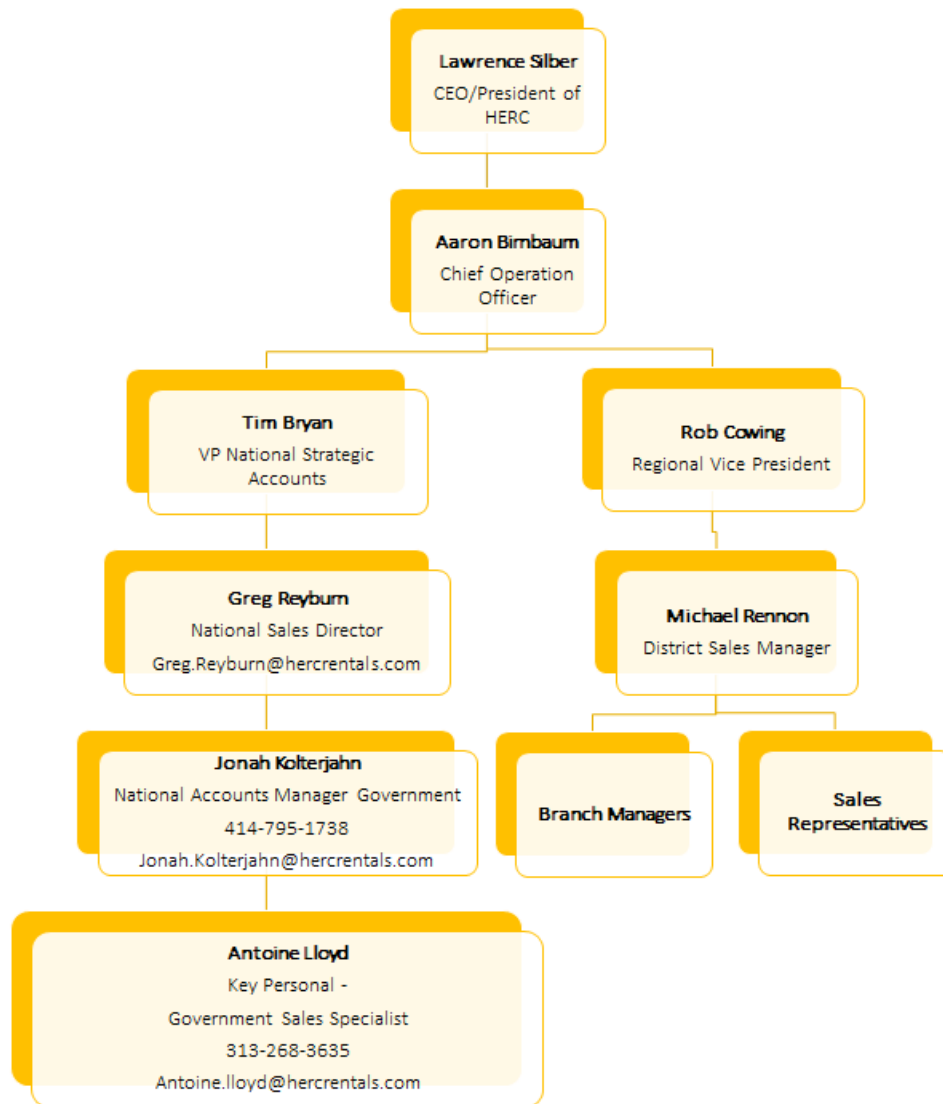 Lawrence Silber
CEO/President of
HERC
Aaron Birnbaum
Chief Operation
Officer
Tim Bryan
VP National Strategic
Accounts
Rob Cowing
Regional Vice President
Greg Reyburn
National Sales Director
Greg.Reyburn@hercrentals.com
Michael Rennon
District Sales Manager
Jonah Kolterjahn
National Accounts Manager Government
414-795-1738
Jonah.Kolterjahn@hercrentals.com
Branch Managers
Sales
Representatives
Antoine Lloyd
Key Personal -
Government Sales Specialist
313-268-3635
Antoine.lloyd@hercrentals.com